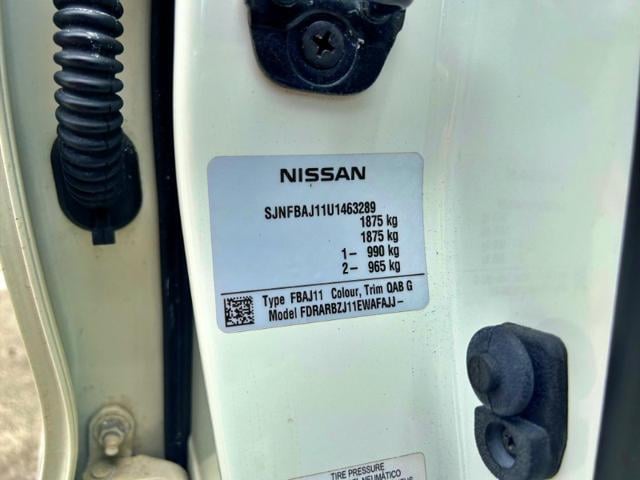 NISSAN
SJNFBAJ11U1463289
1875 kg
1875 kg
1– 990 kg
2– 965 kg
Type FBAJ11 Colour, Trim QAB G
Model FDRARBZJ11EWAFAJJ–
TIRE PRESSURE
NEUMÁTICO